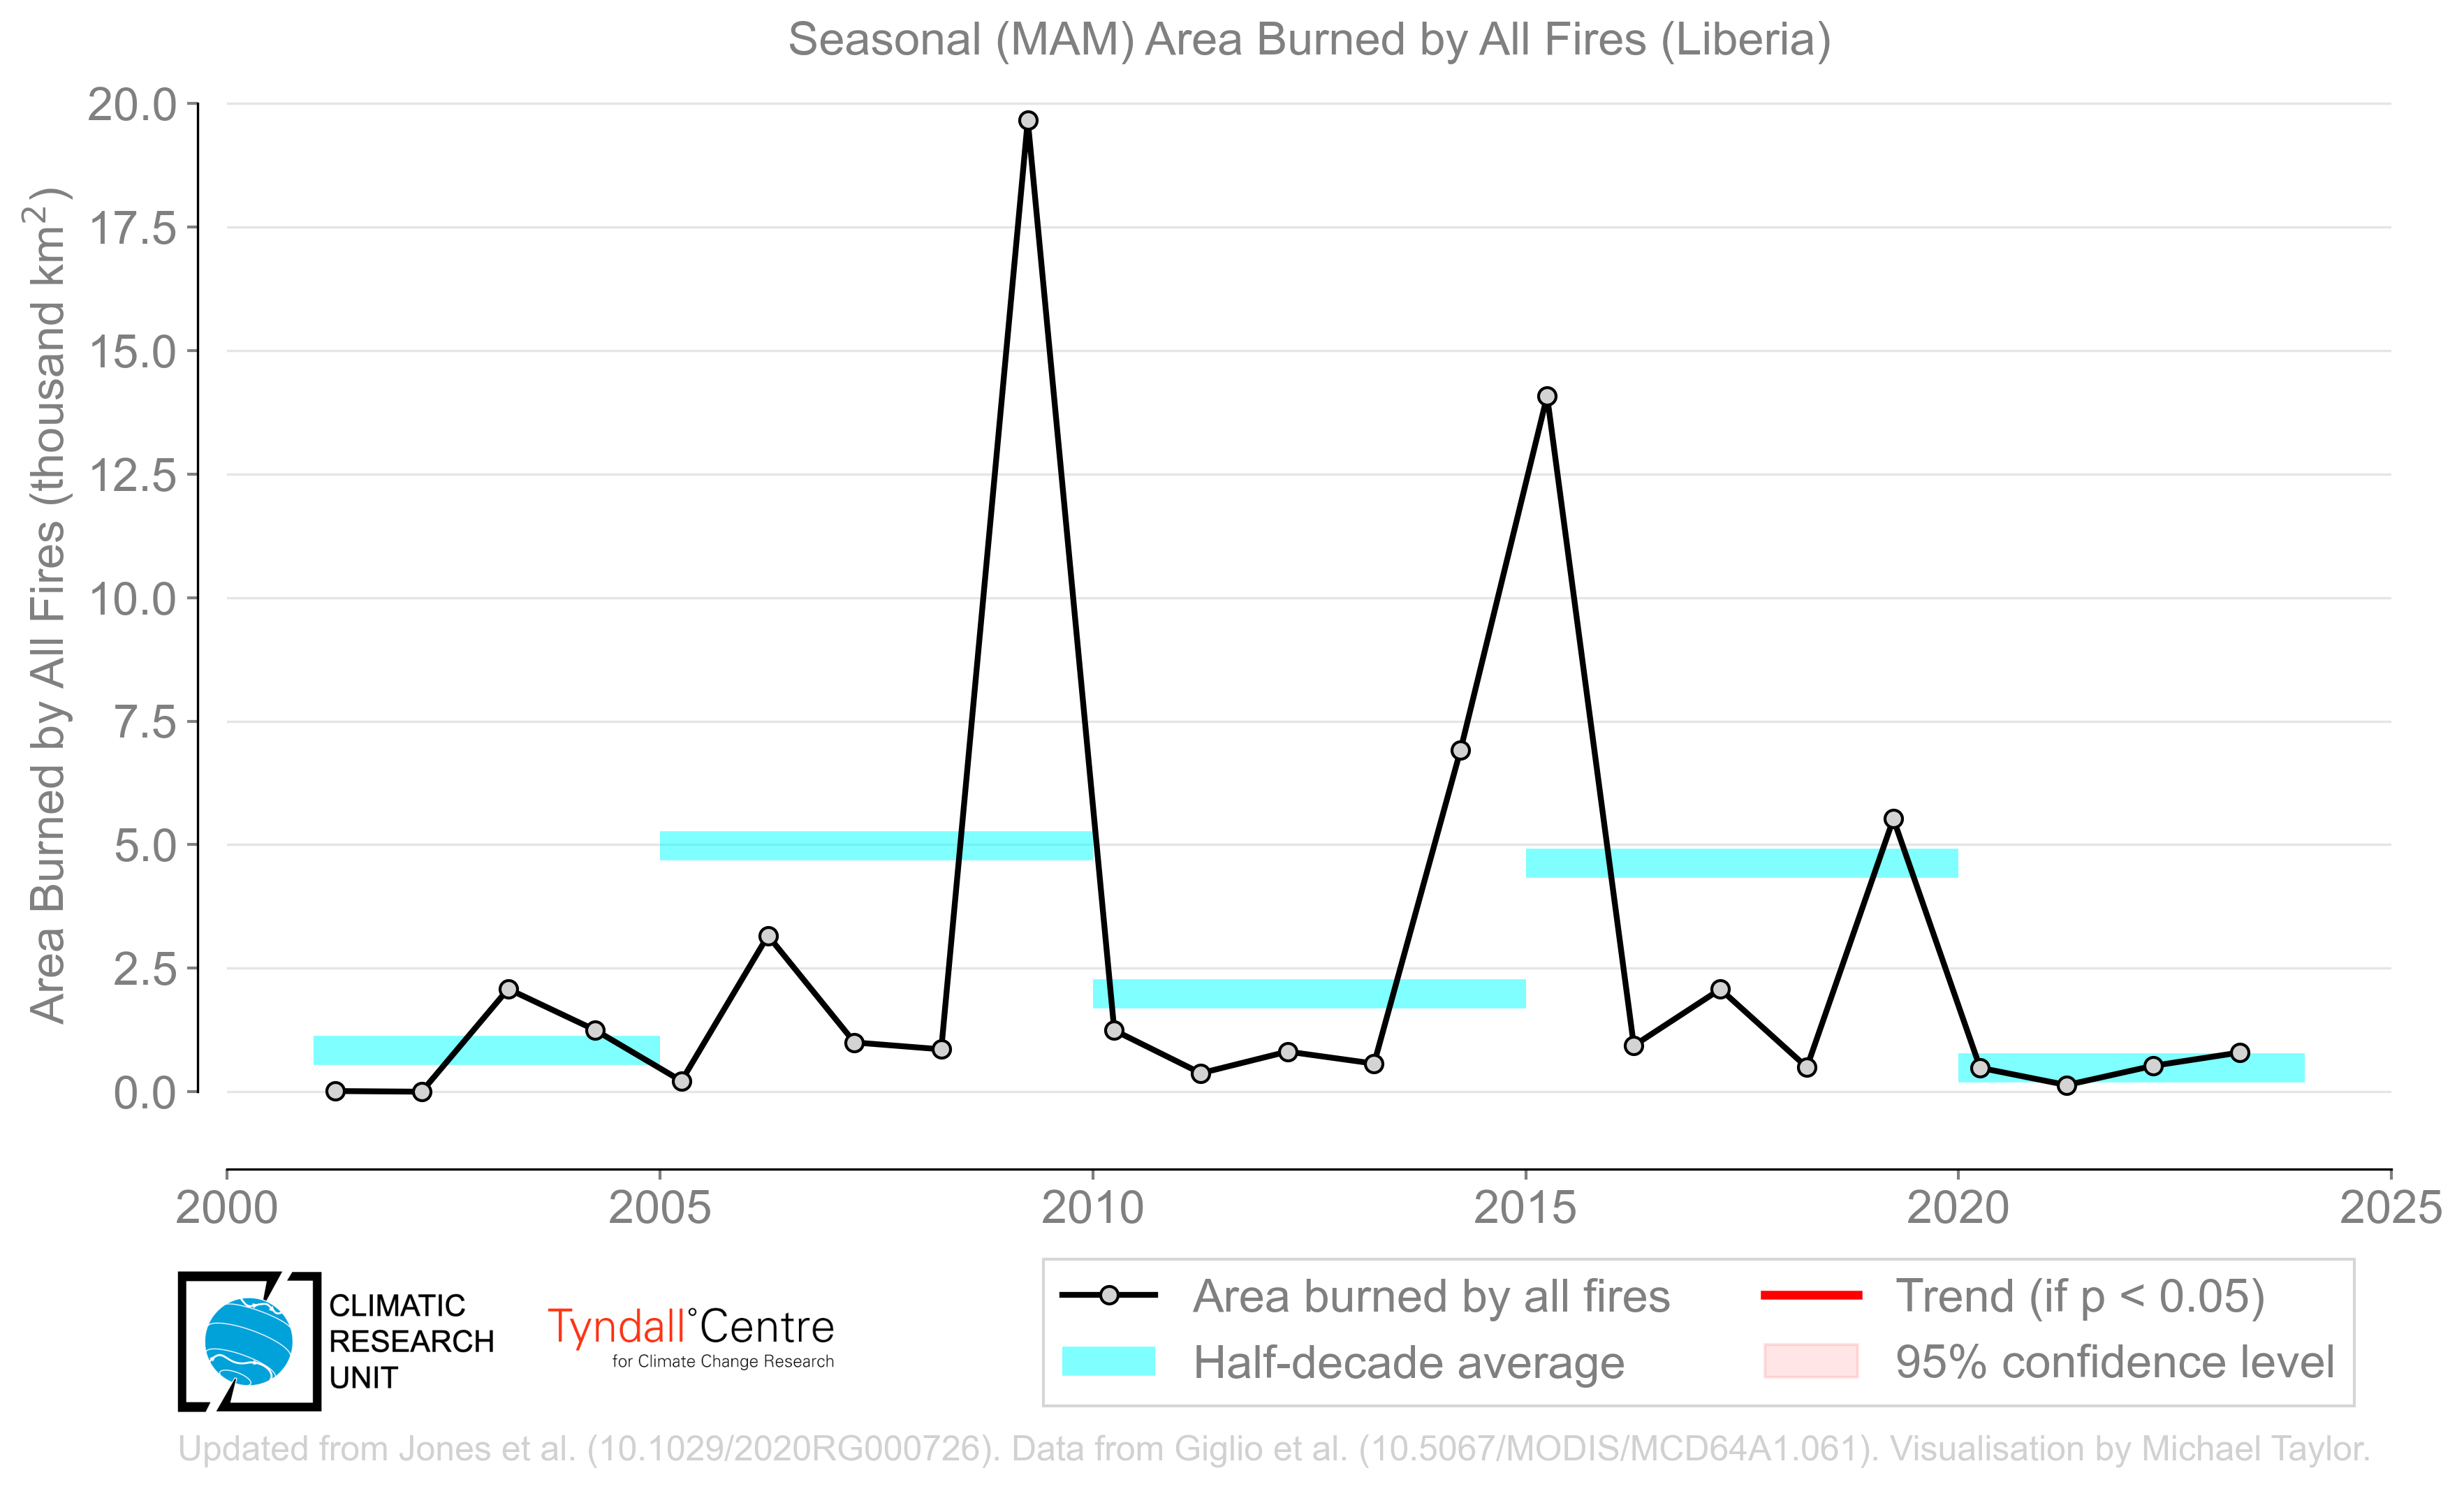 Seasonal (MAM) Area Burned by All Fires (Liberia)
Area Burned by All Fires (thousand km²)
20.0
17.5
15.0
12.5
10.0
7.5
5.0
2.5
0.0
2000 2005 2010 2015 2020 2025
CLIMATIC
RESEARCH
UNIT
Tyndall°Centre
for Climate Change Research
Area burned by all fires
Half-decade average
Trend (if p < 0.05)
95% confidence level
Updated from Jones et al. (10.1029/2020RG000726). Data from Giglio et al. (10.5067/MODIS/MCD64A1.061). Visualisation by Michael Taylor.